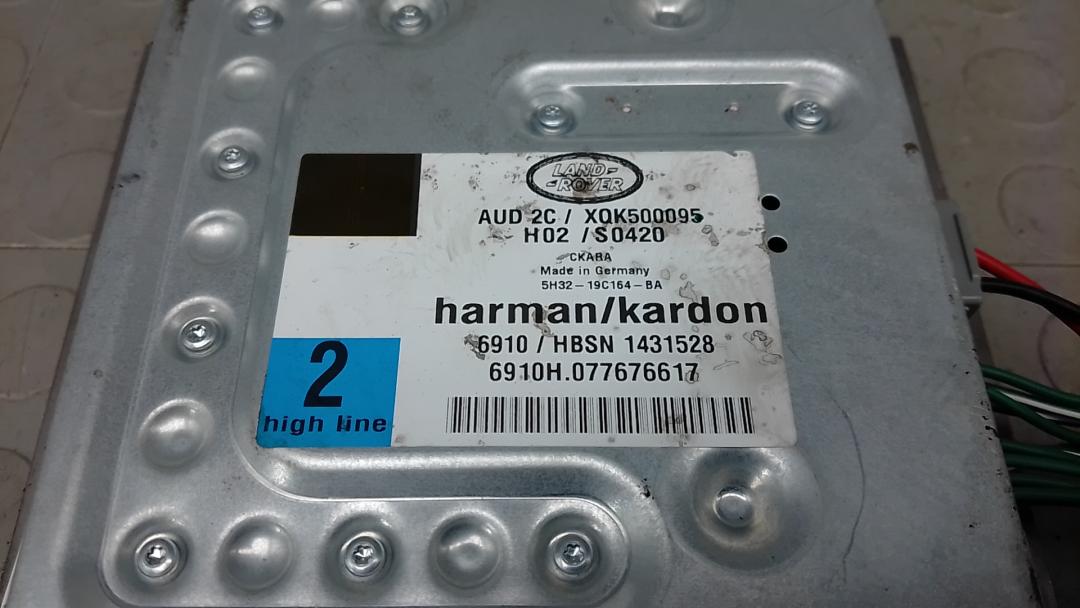 LAND-
-ROVER
AUD 2C / XQK500095
H02 / S0420
CKABA
Made in Germany
5H32-19C164-BA
harman/kardon
6910 / HBSN 1431528
6910H.077676617
2
high line